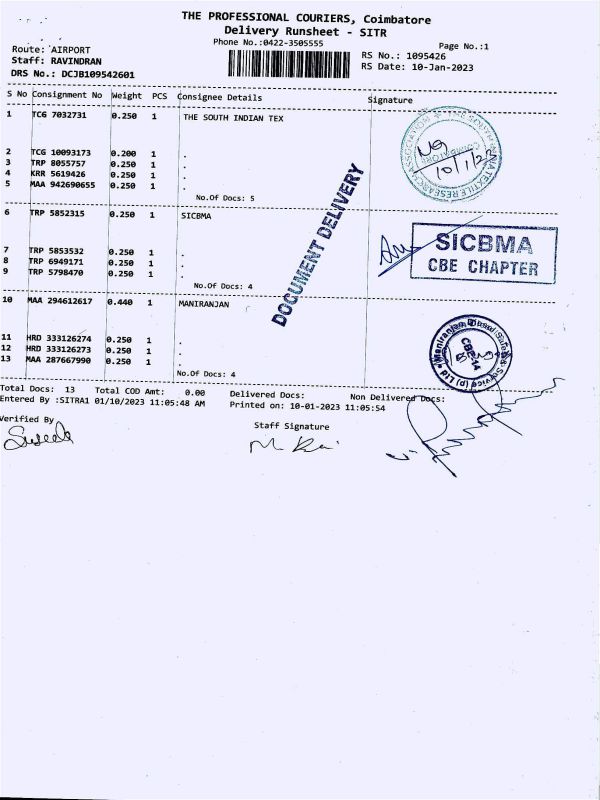 THE PROFESSIONAL COURIERS, Coimbatore
Delivery Runsheet - SITR
Phone No.:0422-3505555
Page No.:1
Route: AIRPORT
RS No.: 1095426
Staff: RAVINDRAN
RS Date: 10-Jan-2023
DRS No.: DCJB109542601
S No Consignment No Weight PCS Consignee Details Signature
1 TCG 7032731 0.250 1 THE SOUTH INDIAN TEX
2 TCG 10093173 0.200 1 .
3 TRP 8055757 0.250 1 .
4 KRR 5619426 0.250 1 .
5 MAA 942690655 0.250 1 .
No.Of Docs: 5
6 TRP 5852315 0.250 1 SICBMA
7 TRP 5853532 0.250 1 .
8 TRP 6949171 0.250 1 .
9 TRP 5798470 0.250 1 .
No.Of Docs: 4
10 MAA 294612617 0.440 1 MANIRANJAN
11 HRD 333126274 0.250 1 .
12 HRD 333126273 0.250 1 .
13 MAA 287667990 0.250 1 .
No.Of Docs: 4
DOCUMENT DELIVERY
SICBMA
CBE CHAPTER
Total Docs: 13 Total COD Amt: 0.00 Delivered Docs: Non Delivered Docs:
Entered By :SITRA1 01/10/2023 11:05:48 AM Printed on: 10-01-2023 11:05:54
Verified By
Staff Signature